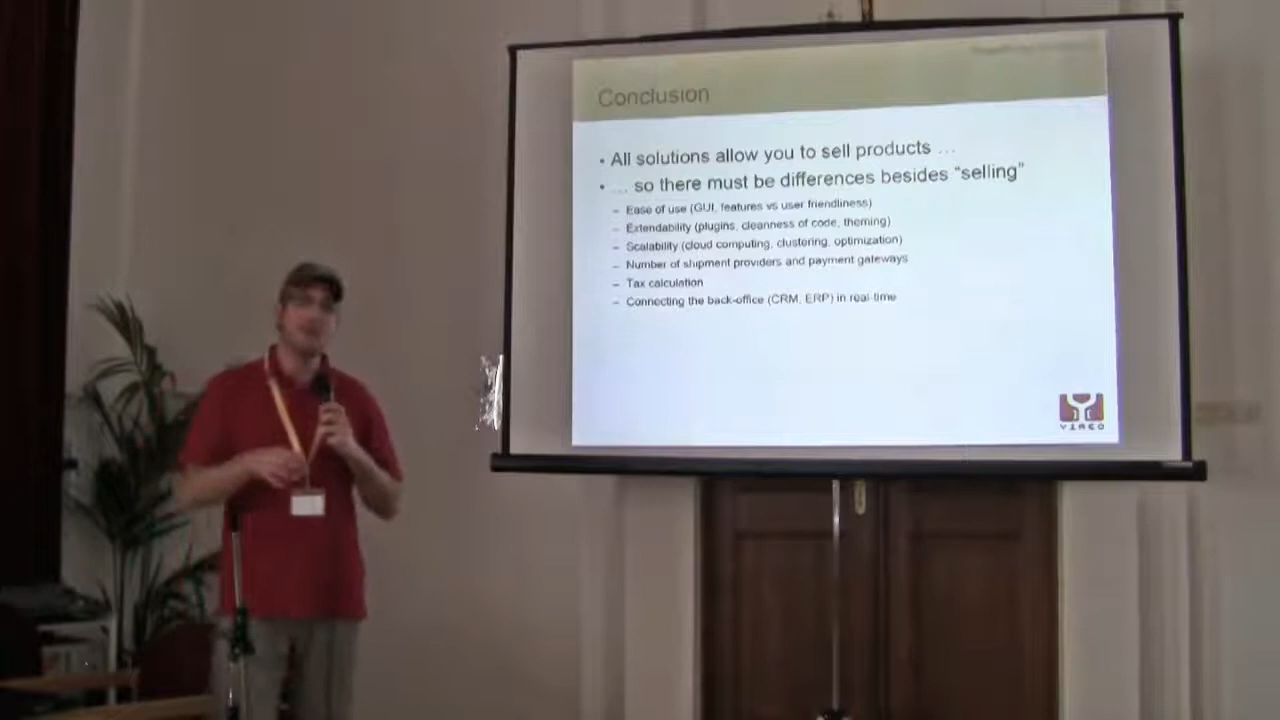 Conclusion
• All solutions allow you to sell products …
• … so there must be differences besides “selling”
– Ease of use (GUI, features vs user friendliness)
– Extendability (plugins, cleanness of code, theming)
– Scalability (cloud computing, clustering, optimization)
– Number of shipment providers and payment gateways
– Tax calculation
– Connecting the back-office (CRM, ERP) in real-time
YIREO